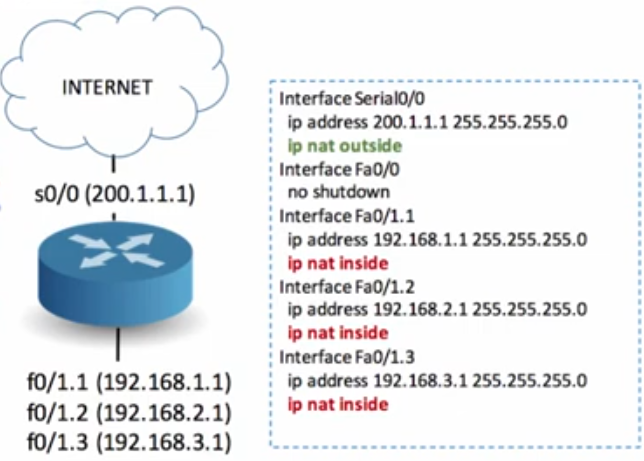 INTERNET
s0/0 (200.1.1.1)
f0/1.1 (192.168.1.1)
f0/1.2 (192.168.2.1)
f0/1.3 (192.168.3.1)
Interface Serial0/0
ip address 200.1.1.1 255.255.255.0
ip nat outside
Interface Fa0/0
no shutdown
Interface Fa0/1.1
ip address 192.168.1.1 255.255.255.0
ip nat inside
Interface Fa0/1.2
ip address 192.168.2.1 255.255.255.0
ip nat inside
Interface Fa0/1.3
ip address 192.168.3.1 255.255.255.0
ip nat inside